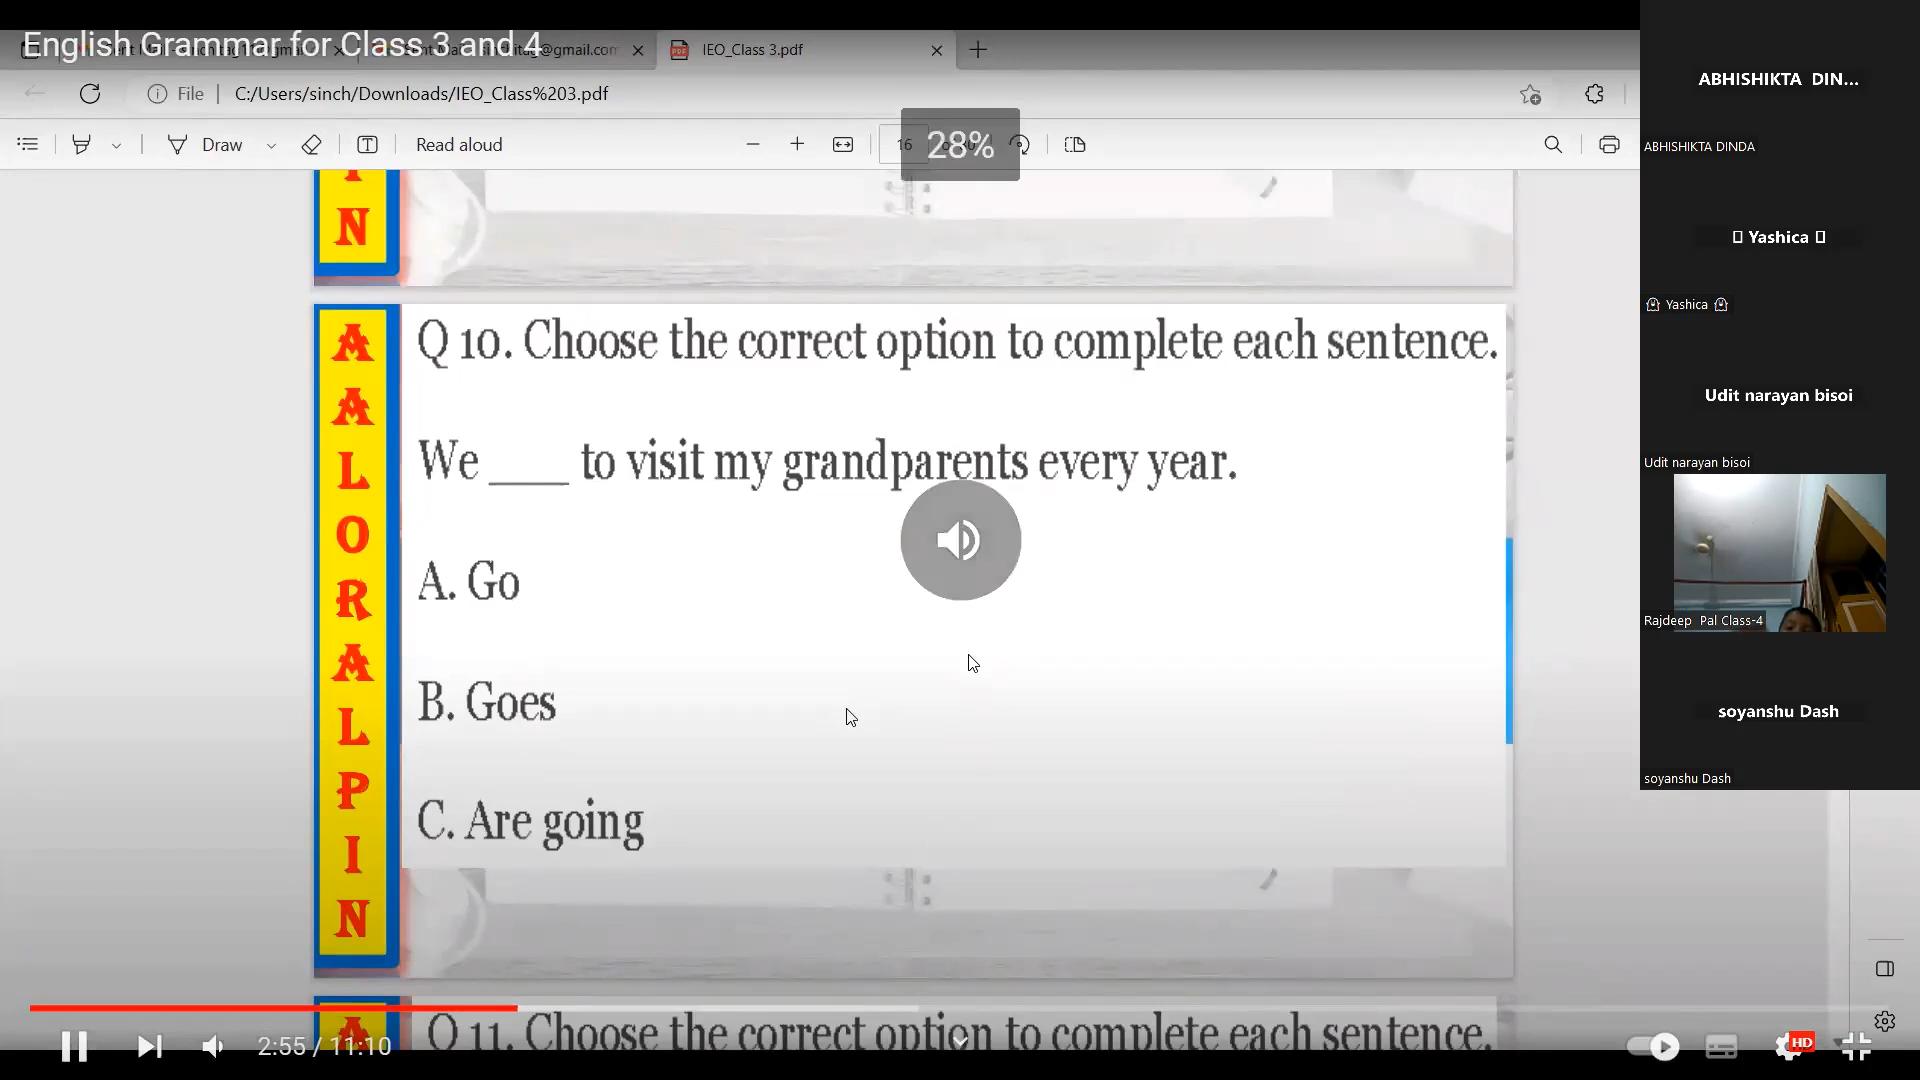 English Grammar for Class 3 and 4
@gmail.com
IEO_Class 3.pdf
File
C:/Users/sinch/Downloads/IEO_Class%203.pdf
Draw
Read aloud
16
28%
I
N
A
A
L
O
R
A
L
P
I
N
Q 10. Choose the correct option to complete each sentence.
We ____ to visit my grandparents every year.
A. Go
B. Goes
C. Are going
A
Q 11. Choose the correct option to complete each sentence.
2:55 / 11:10
HD
ABHISHIKTA DIN...
ABHISHIKTA DINDA
Yashica
Yashica
Udit narayan bisoi
Udit narayan bisoi
Rajdeep Pal Class-4
soyanshu Dash
soyanshu Dash